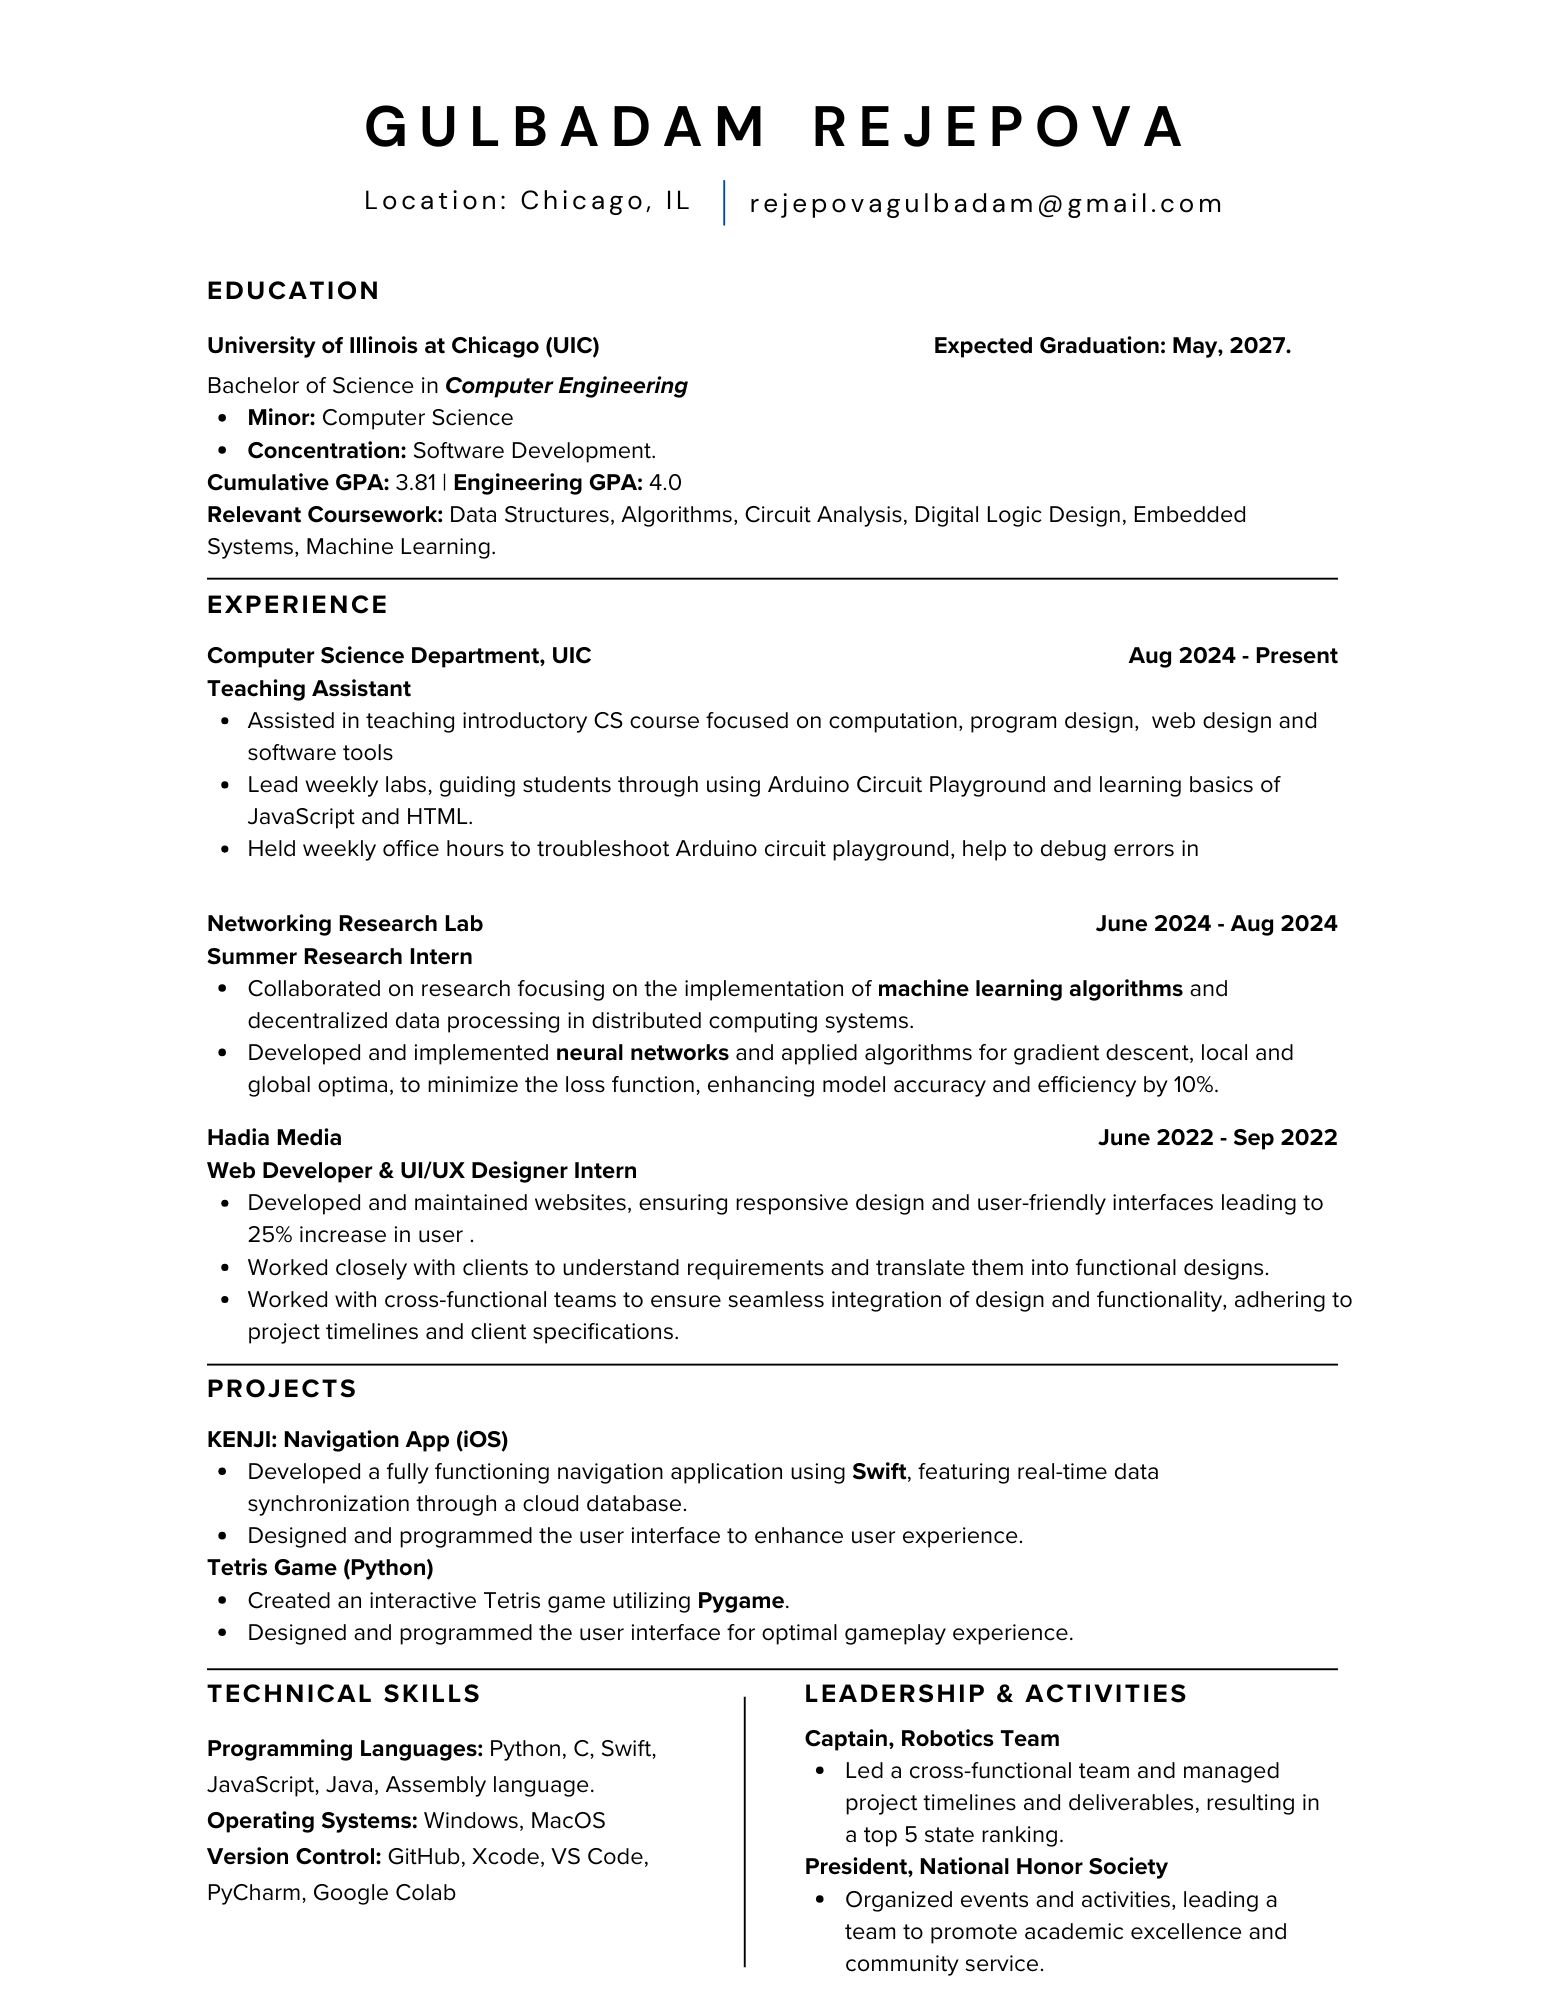 GULBADAM REJEPOVA
Location: Chicago, IL
rejepovagulbadam@gmail.com
EDUCATION
University of Illinois at Chicago (UIC) Expected Graduation: May, 2027.
Bachelor of Science in Computer Engineering
• Minor: Computer Science
• Concentration: Software Development.
Cumulative GPA: 3.81 | Engineering GPA: 4.0
Relevant Coursework: Data Structures, Algorithms, Circuit Analysis, Digital Logic Design, Embedded
Systems, Machine Learning.
EXPERIENCE
Computer Science Department, UIC Aug 2024 - Present
Teaching Assistant
• Assisted in teaching introductory CS course focused on computation, program design,  web design and
software tools
• Lead weekly labs, guiding students through using Arduino Circuit Playground and learning basics of
JavaScript and HTML.
• Held weekly office hours to troubleshoot Arduino circuit playground, help to debug errors in
Networking Research Lab June 2024 - Aug 2024
Summer Research Intern
• Collaborated on research focusing on the implementation of machine learning algorithms and
decentralized data processing in distributed computing systems.
• Developed and implemented neural networks and applied algorithms for gradient descent, local and
global optima, to minimize the loss function, enhancing model accuracy and efficiency by 10%.
Hadia Media June 2022 - Sep 2022
Web Developer & UI/UX Designer Intern
• Developed and maintained websites, ensuring responsive design and user-friendly interfaces leading to
25% increase in user .
• Worked closely with clients to understand requirements and translate them into functional designs.
• Worked with cross-functional teams to ensure seamless integration of design and functionality, adhering to
project timelines and client specifications.
PROJECTS
KENJI: Navigation App (iOS)
• Developed a fully functioning navigation application using Swift, featuring real-time data
synchronization through a cloud database.
• Designed and programmed the user interface to enhance user experience.
Tetris Game (Python)
• Created an interactive Tetris game utilizing Pygame.
• Designed and programmed the user interface for optimal gameplay experience.
TECHNICAL SKILLS
Programming Languages: Python, C, Swift,
JavaScript, Java, Assembly language.
Operating Systems: Windows, MacOS
Version Control: GitHub, Xcode, VS Code,
PyCharm, Google Colab
LEADERSHIP & ACTIVITIES
Captain, Robotics Team
• Led a cross-functional team and managed
project timelines and deliverables, resulting in
a top 5 state ranking.
President, National Honor Society
• Organized events and activities, leading a
team to promote academic excellence and
community service.